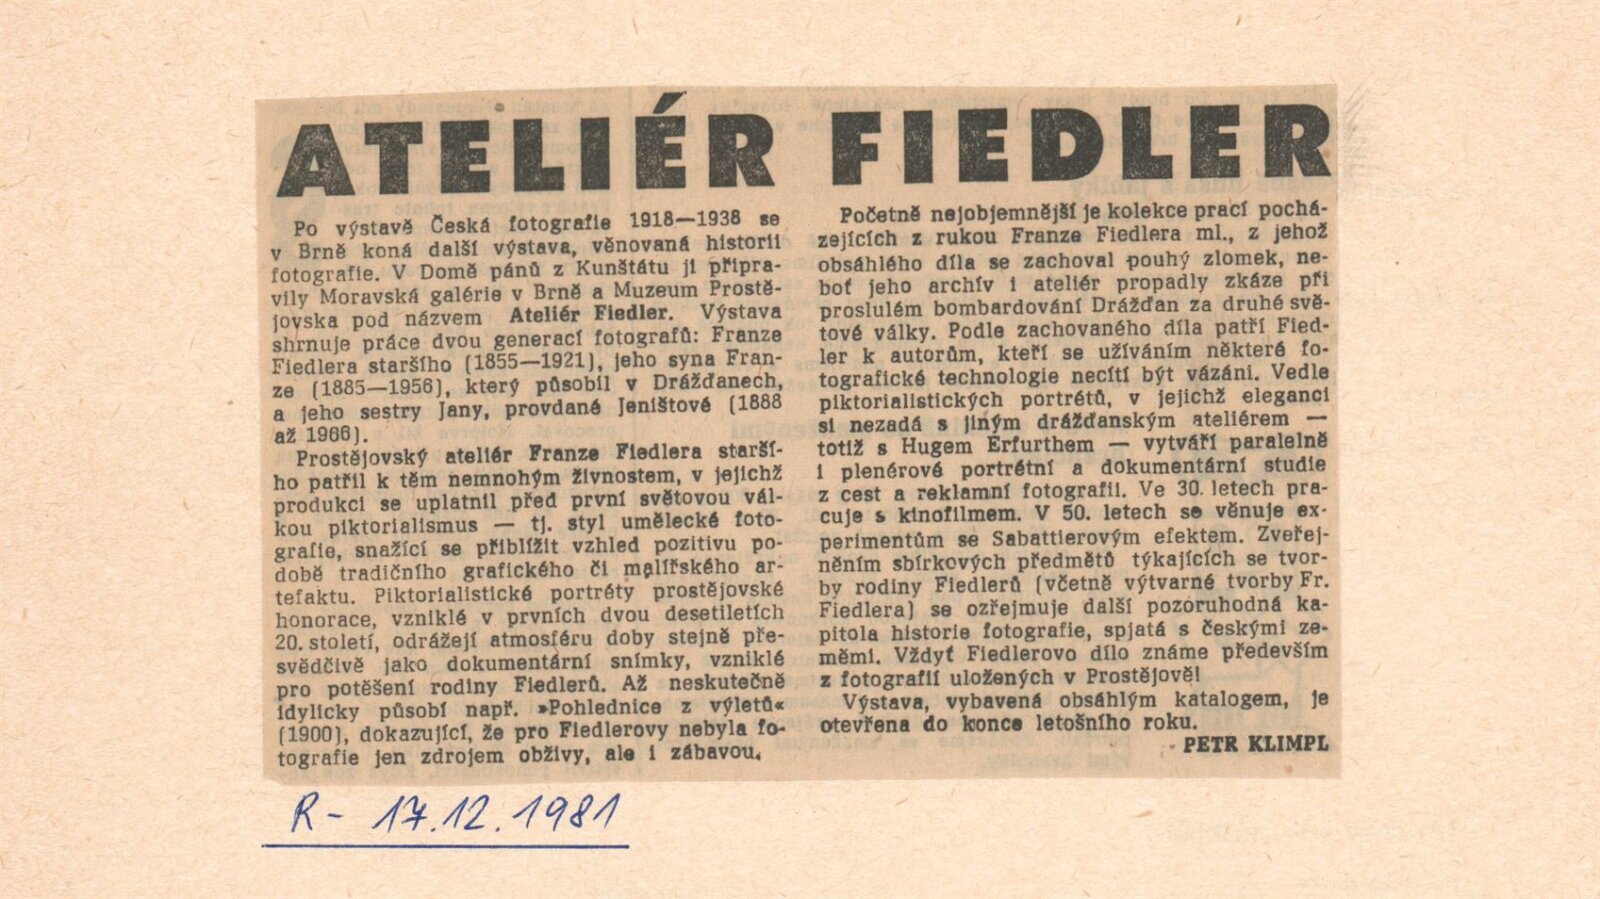 ATELIÉR FIEDLER
Po výstavě Česká fotografie 1918—1938 se
v Brně koná další výstava, věnovaná historii
fotografie. V Domě pánů z Kunštátu ji připra-
vily Moravská galérie v Brně a Muzeum Prostě-
jovska pod názvem Ateliér Fiedler. Výstava
shrnuje práce dvou generací fotografů: Franze
Fiedlera staršího (1855—1921), jeho syna Fran-
ze (1885—1956), který působil v Drážďanech,
a jeho sestry Jany, provdané Jeništové (1888
až 1966).
Prostějovský ateliér Franze Fiedlera starší-
ho patřil k těm nemnohým živnostem, v jejichž
produkci se uplatnil před první světovou vál-
kou piktorialismus — tj. styl umělecké foto-
grafie, snažící se přiblížit vzhled pozitivu po-
době tradičního grafického či malířského ar-
tefaktu. Piktorialistické portréty prostějovské
honorace, vzniklé v prvních dvou desetiletích
20. století, odrážejí atmosféru doby stejně pře-
svědčivě jako dokumentární snímky, vzniklé
pro potěšení rodiny Fiedlerů. Až neskutečně
idylicky působí např. »Pohlednice z výletů«
(1900), dokazující, že pro Fiedlerovy nebyla fo-
tografie jen zdrojem obživy, ale i zábavou.
Početně nejobjemnější je kolekce prací pochá-
zejících z rukou Franze Fiedlera ml., z jehož
obsáhlého díla se zachoval pouhý zlomek, ne-
boť jeho archív i ateliér propadly zkáze při
proslulém bombardování Drážďan za druhé svě-
tové války. Podle zachovaného díla patří Fied-
ler k autorům, kteří se užíváním některé fo-
tografické technologie necítí být vázáni. Vedle
piktorialistických portrétů, v jejichž eleganci
si nezadá s jiným drážďanským ateliérem —
totiž s Hugem Erfurthem — vytváří paralelně
i plenérové portrétní a dokumentární studie
z cest a reklamní fotografii. Ve 30. letech pra-
cuje s kinofilmem. V 50. letech se věnuje ex-
perimentům se Sabattierovým efektem. Zveřej-
něním sbírkových předmětů týkajících se tvor-
by rodiny Fiedlerů (včetně výtvarné tvorby Fr.
Fiedlera) se ozřejmuje další pozoruhodná ka-
pitola historie fotografie, spjatá s českými ze-
měmi. Vždyť Fiedlerovo dílo známe především
z fotografií uložených v Prostějově!
Výstava, vybavená obsáhlým katalogem, je
otevřena do konce letošního roku.
PETR KLIMPL
R- 17.12.1981